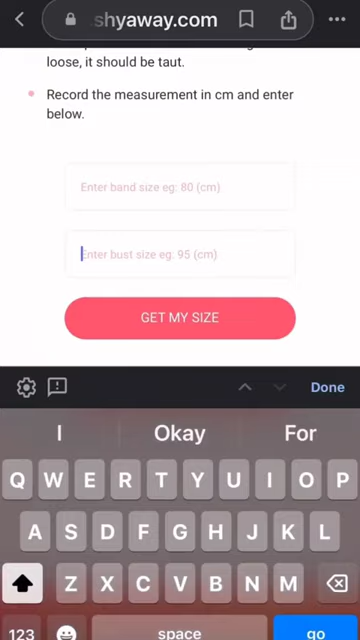 .shyaway.com
loose, it should be taut.
Record the measurement in cm and enter
below.
Enter band size eg: 80 (cm)
Enter bust size eg: 95 (cm)
GET MY SIZE
Done
I Okay For
Q W E R T Y U I O P
A S D F G H J K L
Z X C V B N M
123 space go